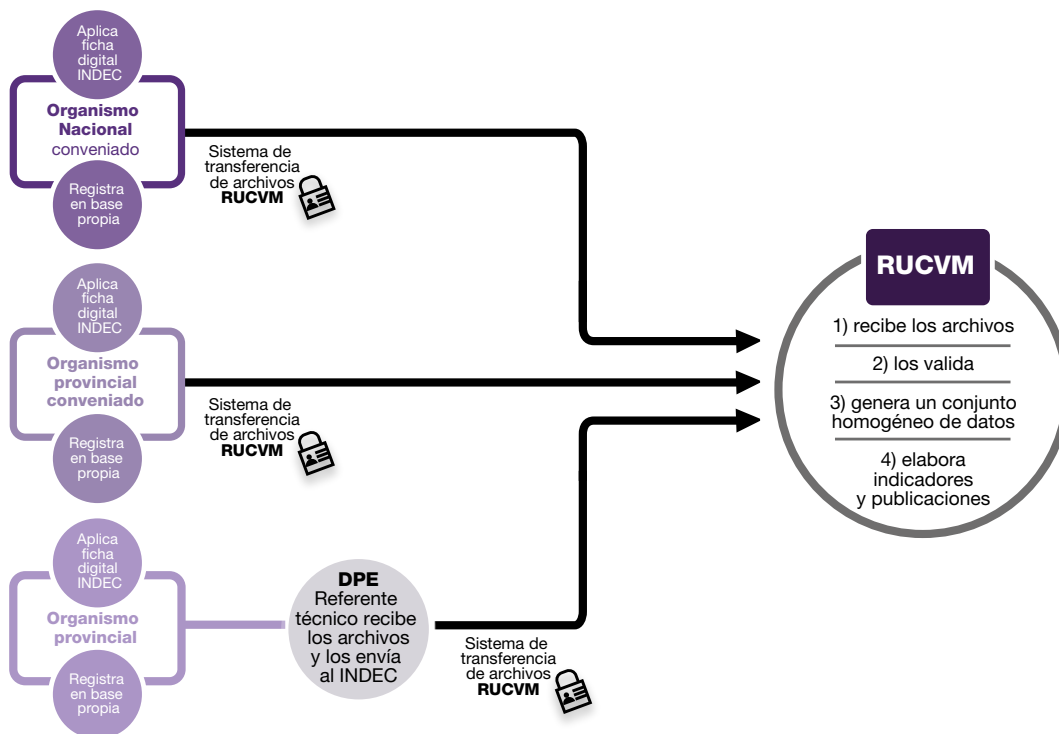 Aplica
ficha
digital
INDEC
Organismo
Nacional
conveniado
Registra
en base
propia
Sistema de
transferencia
de archivos
RUCVM
Aplica
ficha
digital
INDEC
Organismo
provincial
conveniado
Registra
en base
propia
Sistema de
transferencia
de archivos
RUCVM
Aplica
ficha
digital
INDEC
Organismo
provincial
Registra
en base
propia
DPE
Referente
técnico recibe
los archivos
y los envía
al INDEC
Sistema de
transferencia
de archivos
RUCVM
RUCVM
1) recibe los archivos
2) los valida
3) genera un conjunto
homogéneo de datos
4) elabora
indicadores
y publicaciones